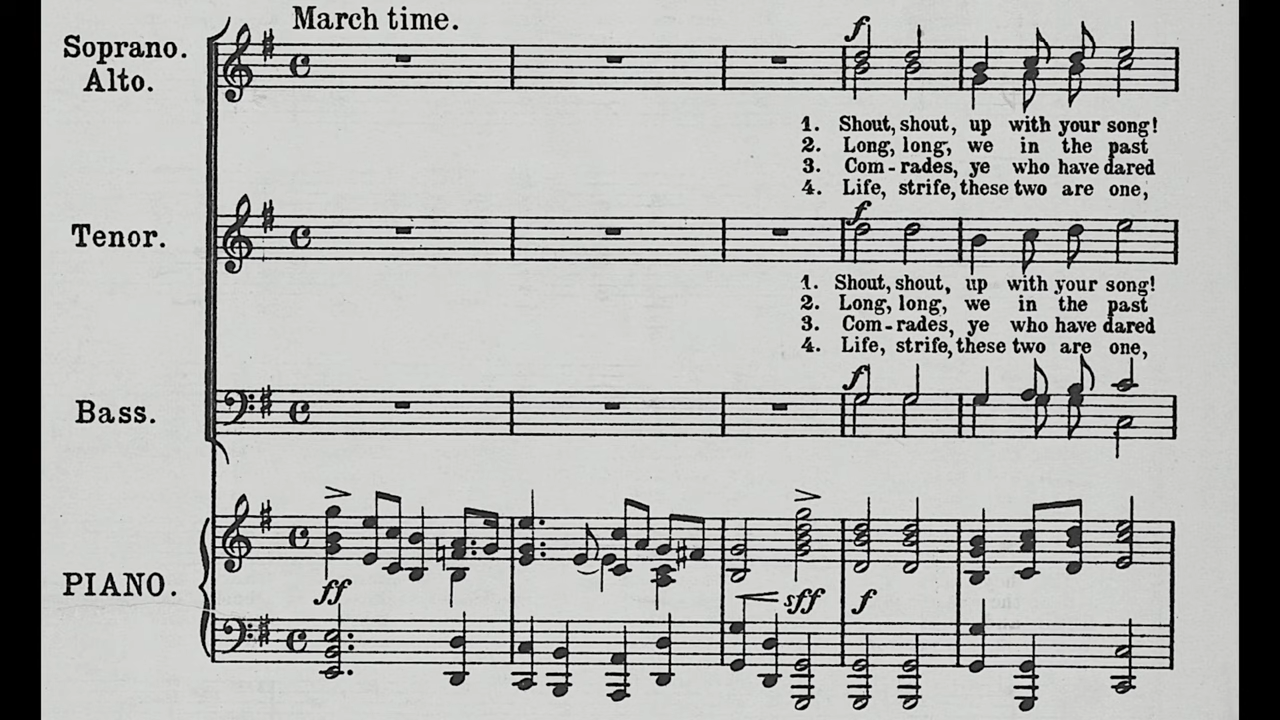 March time.
Soprano.
Alto.
f
1. Shout, shout, up with your song!
2. Long, long, we in the past
3. Com - rades, ye who have dared
4. Life, strife, these two are one,
Tenor.
f
1. Shout, shout, up with your song!
2. Long, long, we in the past
3. Com - rades, ye who have dared
4. Life, strife, these two are one,
Bass.
f
PIANO.
ff sff f